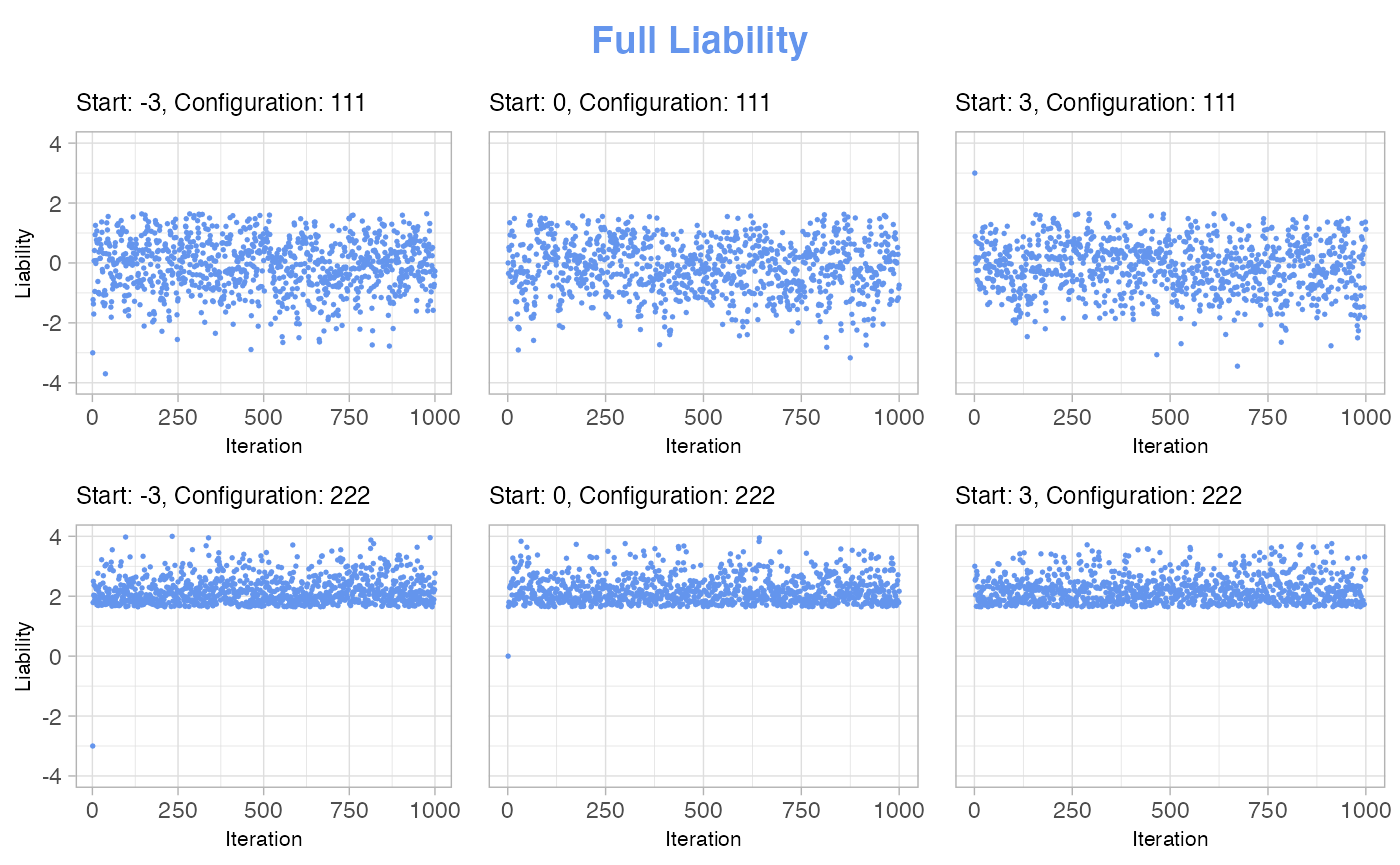 Full Liability
Start: -3, Configuration: 111
Start: 0, Configuration: 111
Start: 3, Configuration: 111
Liability
4
2
0
-2
-4
0 250 500 750 1000
0 250 500 750 1000
0 250 500 750 1000
Iteration
Iteration
Iteration
Start: -3, Configuration: 222
Start: 0, Configuration: 222
Start: 3, Configuration: 222
Liability
4
2
0
-2
-4
0 250 500 750 1000
0 250 500 750 1000
0 250 500 750 1000
Iteration
Iteration
Iteration